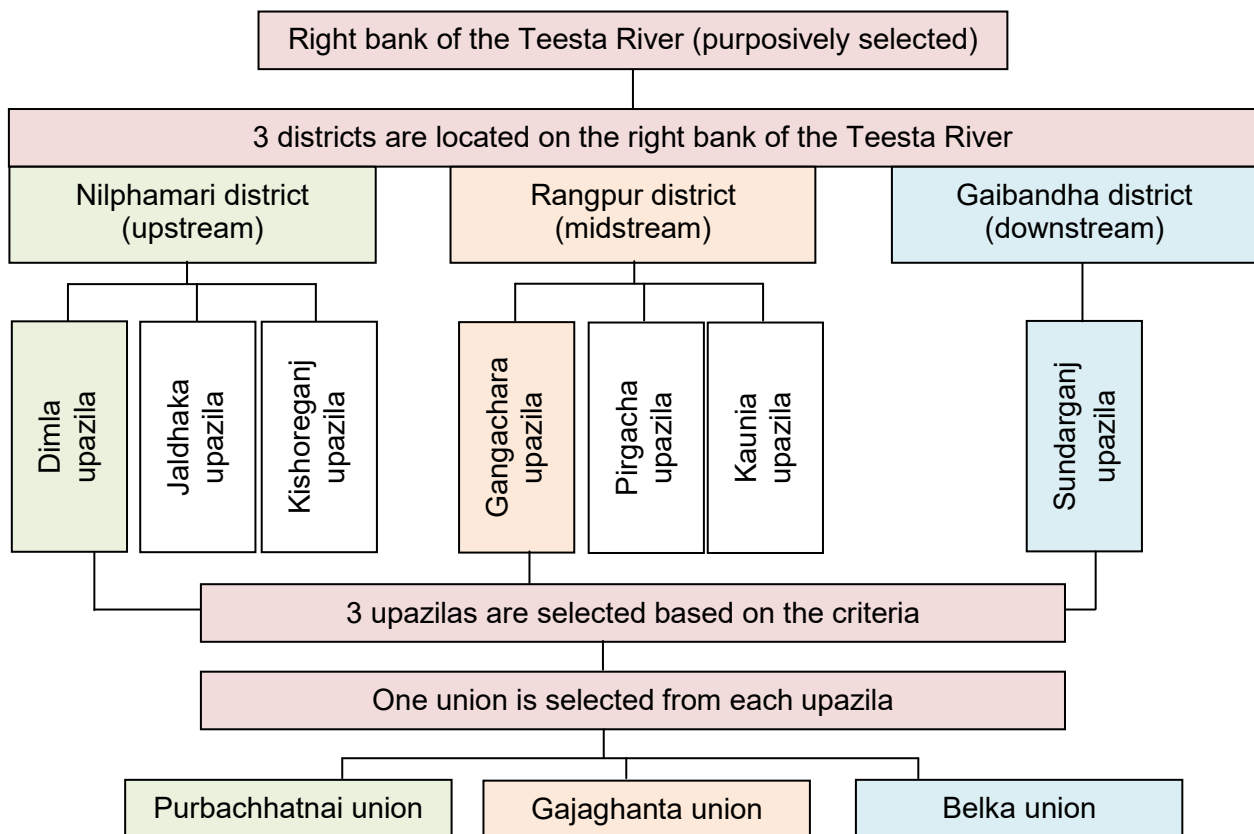 Right bank of the Teesta River (purposively selected)
3 districts are located on the right bank of the Teesta River
Nilphamari district
(upstream)
Rangpur district
(midstream)
Gaibandha district
(downstream)
Dimla
upazila
Jaldhaka
upazila
Kishoreganj
upazila
Gangachara
upazila
Pirgacha
upazila
Kaunia
upazila
Sundarganj
upazila
3 upazilas are selected based on the criteria
One union is selected from each upazila
Purbachhatnai union
Gajaghanta union
Belka union